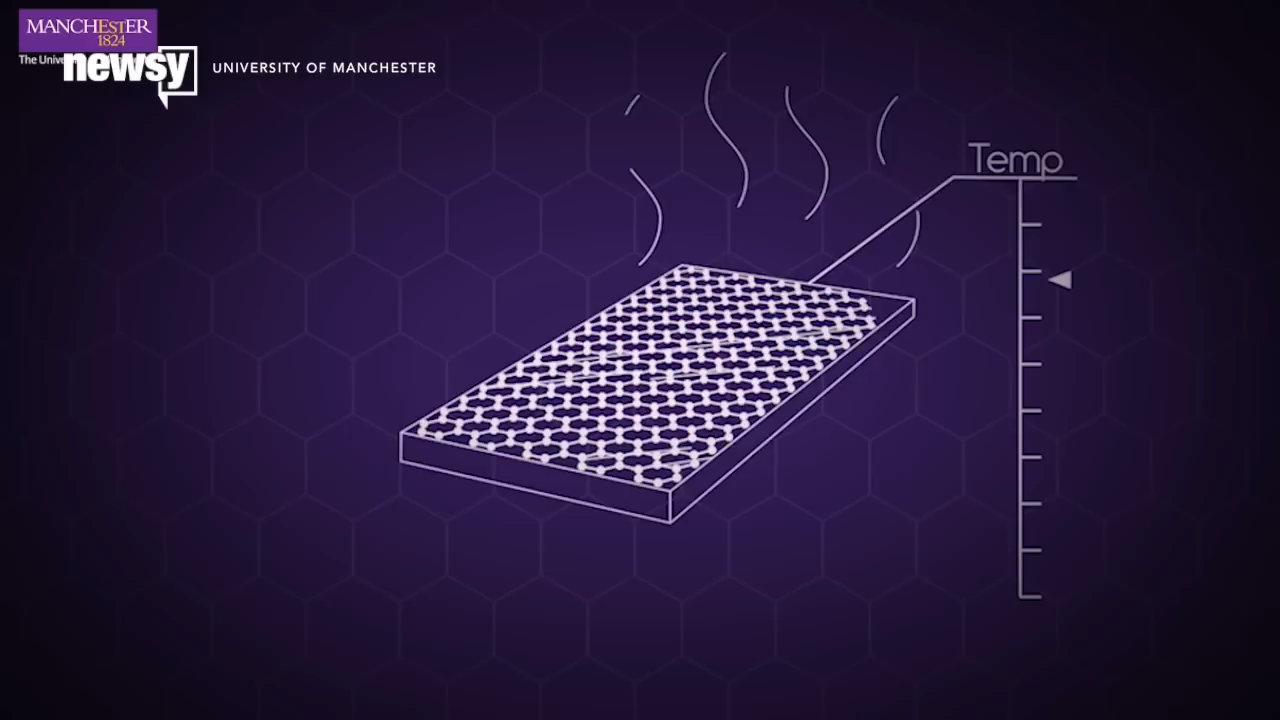 MANCHESTER
1824
The Unive
newsy
UNIVERSITY OF MANCHESTER
Temp